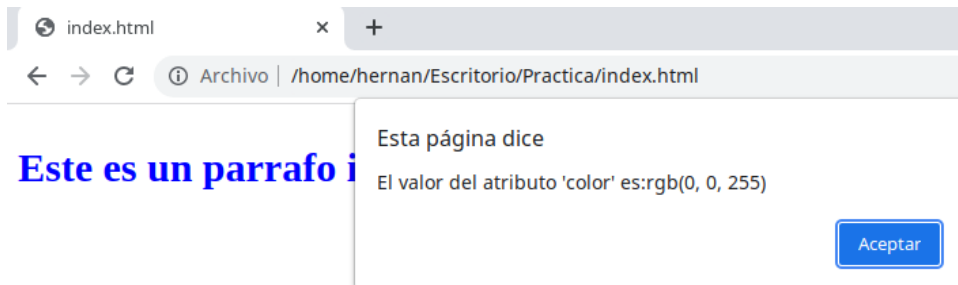 index.html
Archivo | /home/hernan/Escritorio/Practica/index.html
Esta página dice
Este es un parrafo i
El valor del atributo 'color' es:rgb(0, 0, 255)
Aceptar